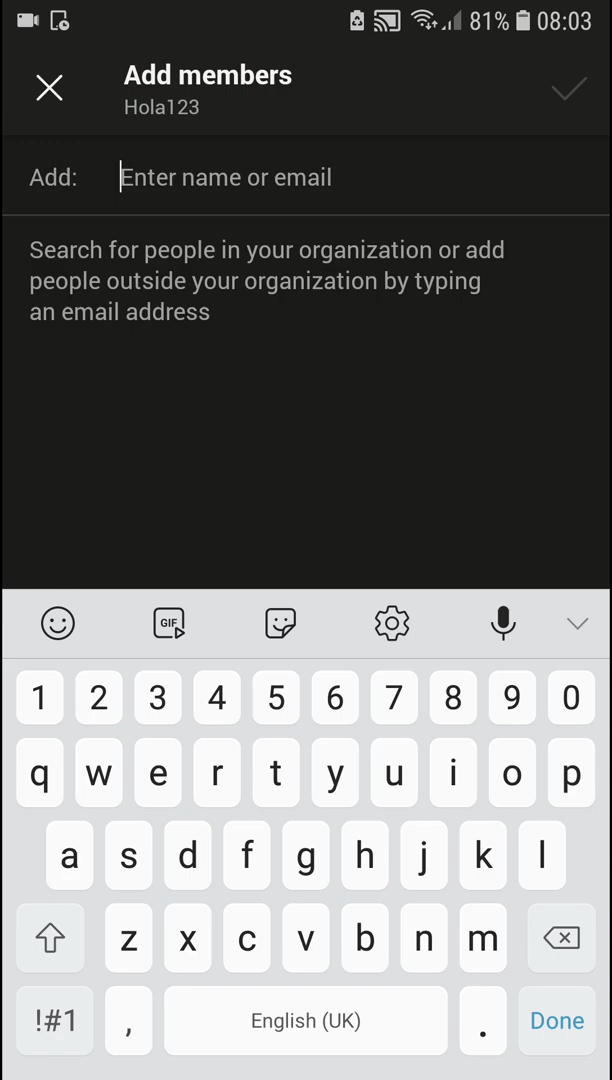 81% 08:03
Add members
Hola123
Add: Enter name or email
Search for people in your organization or add
people outside your organization by typing
an email address
GIF
1 2 3 4 5 6 7 8 9 0
q w e r t y u i o p
a s d f g h j k l
z x c v b n m
!#1 , English (UK) . Done